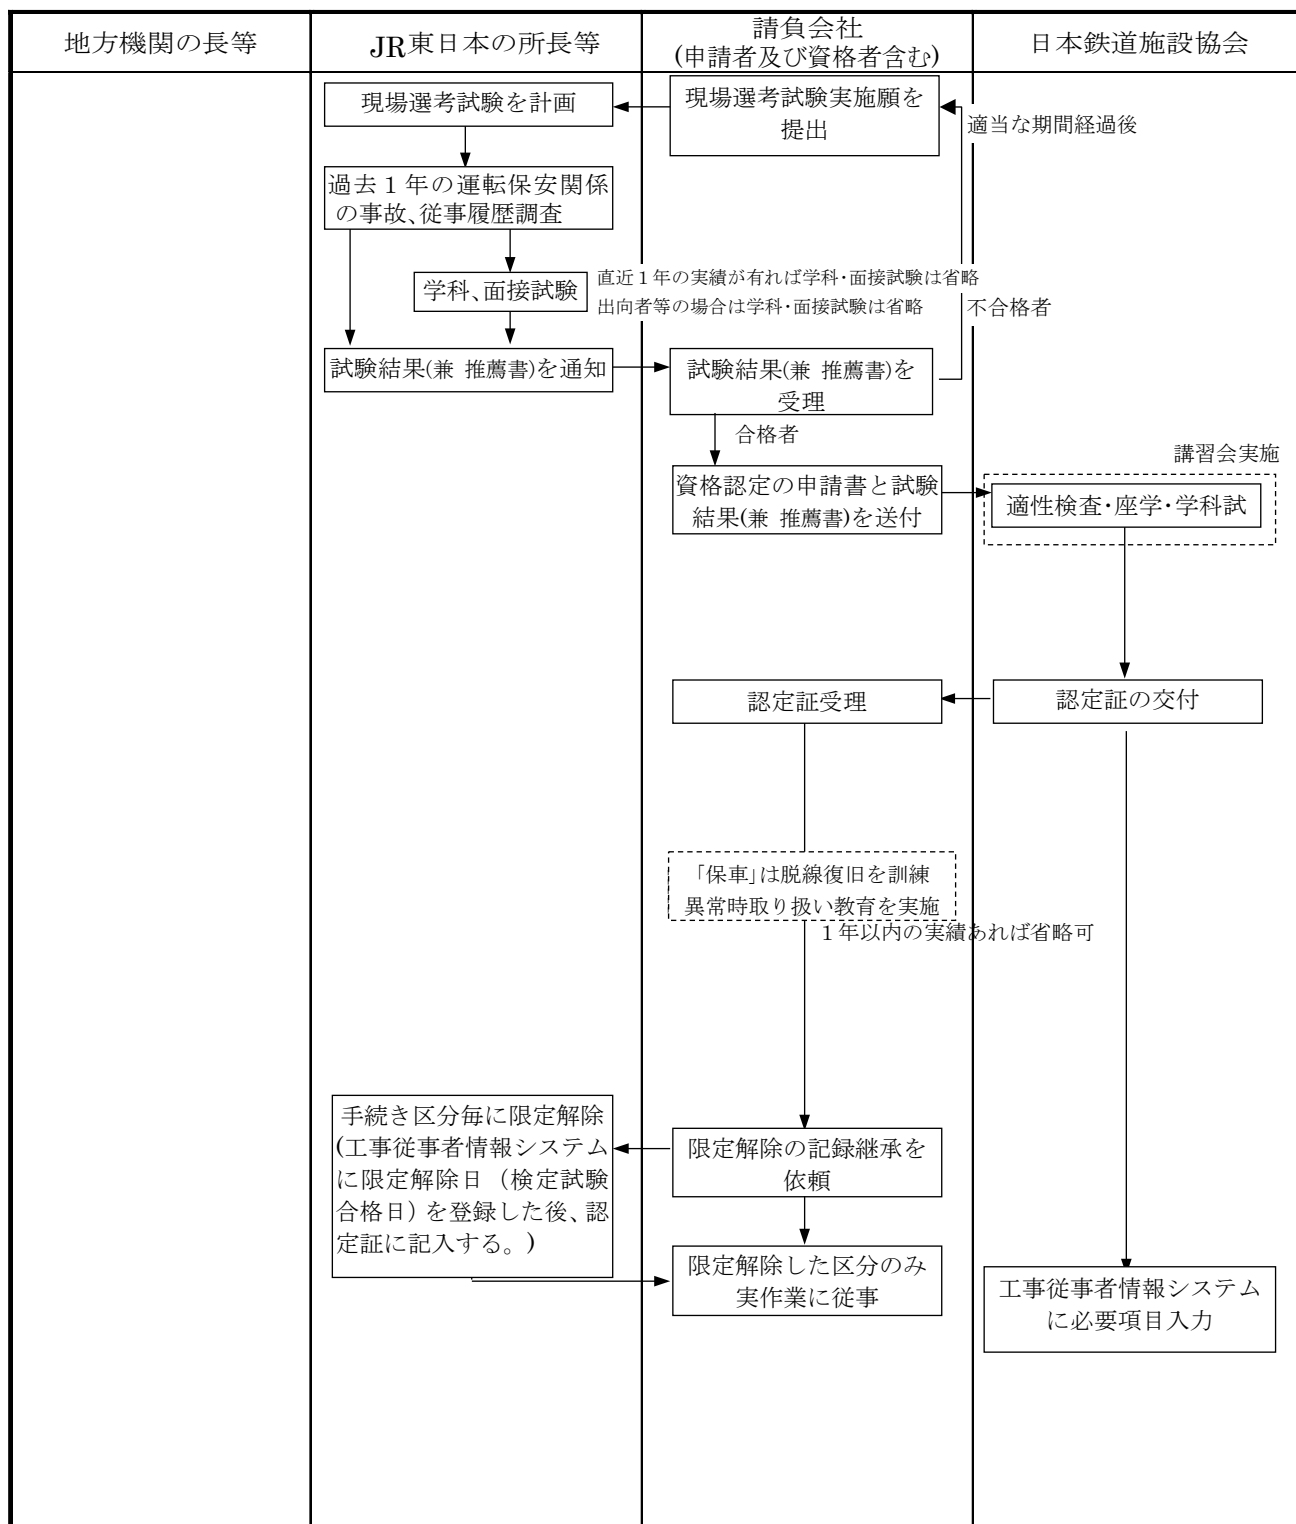 地方機関の長等
JR東日本の所長等
請負会社
(申請者及び資格者含む)
日本鉄道施設協会
現場選考試験を計画
現場選考試験実施願を
提出
適当な期間経過後
過去１年の運転保安関係
の事故、従事履歴調査
学科、面接試験
直近１年の実績が有れば学科・面接試験は省略
出向者等の場合は学科・面接試験は省略
不合格者
試験結果(兼 推薦書)を通知
試験結果(兼 推薦書)を
受理
合格者
講習会実施
資格認定の申請書と試験
結果(兼 推薦書)を送付
適性検査・座学・学科試
認定証受理
認定証の交付
「保車」は脱線復旧を訓練
異常時取り扱い教育を実施
１年以内の実績あれば省略可
手続き区分毎に限定解除
(工事従事者情報システム
に限定解除日（検定試験
合格日）を登録した後、認
定証に記入する。)
限定解除の記録継承を
依頼
限定解除した区分のみ
実作業に従事
工事従事者情報システム
に必要項目入力